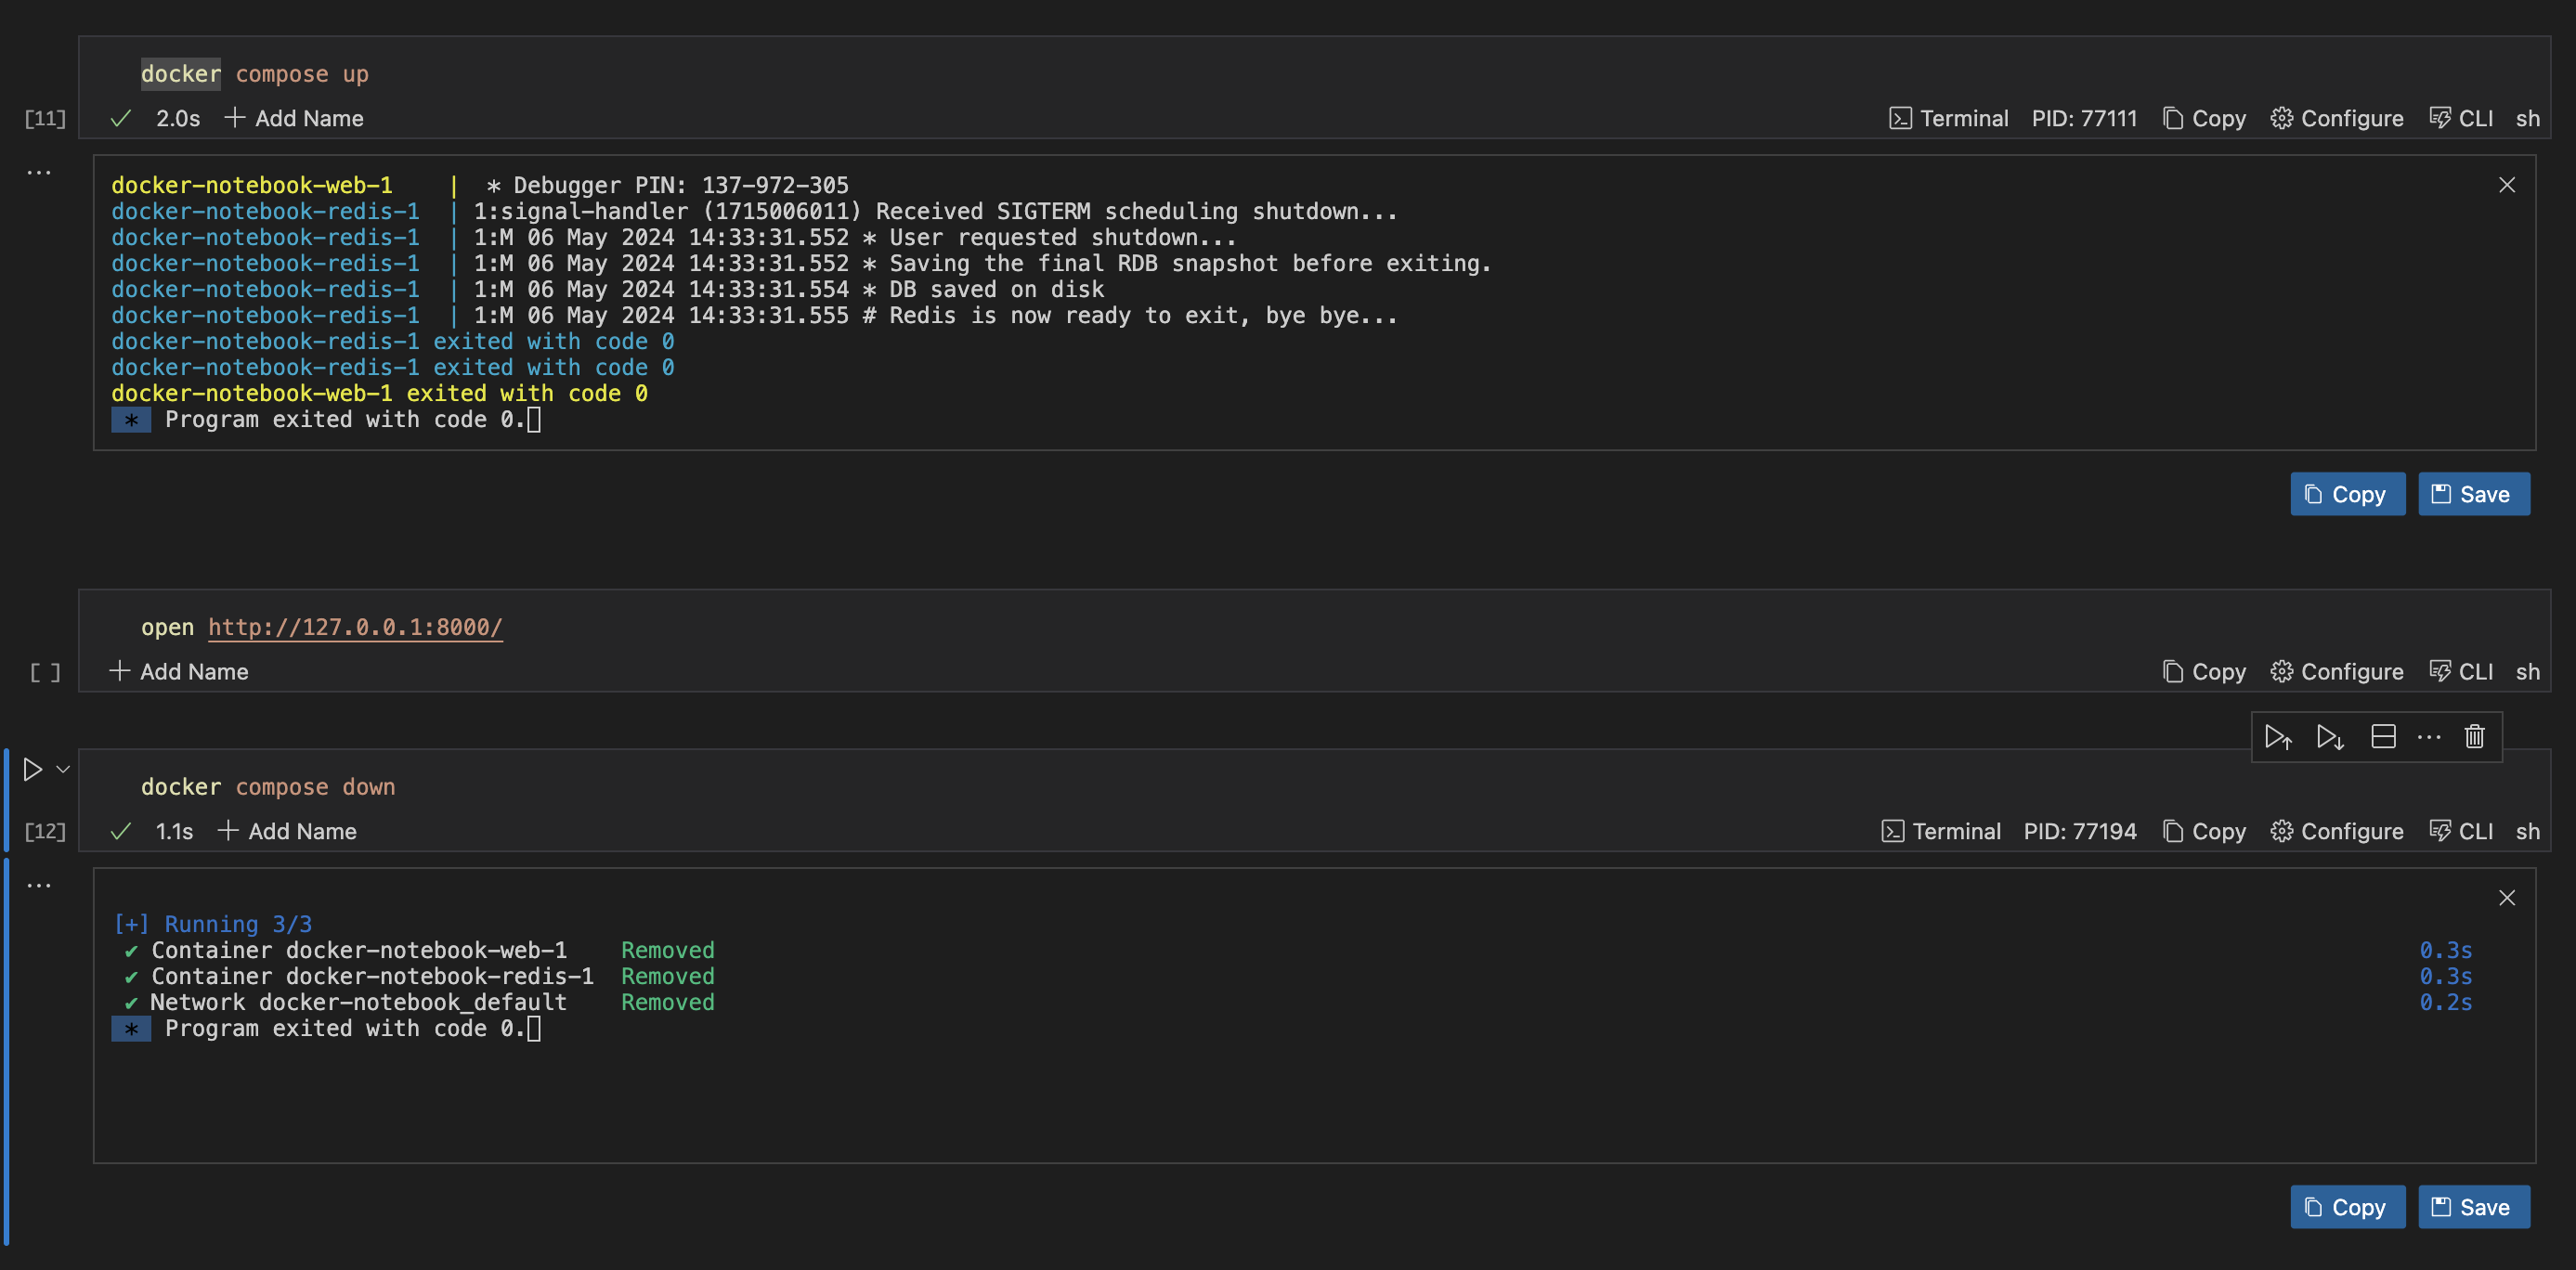 docker compose up
[11] 2.0s Add Name Terminal PID: 77111 Copy Configure CLI sh
...
docker-notebook-web-1 | * Debugger PIN: 137-972-305
docker-notebook-redis-1 | 1:signal-handler (1715006011) Received SIGTERM scheduling shutdown...
docker-notebook-redis-1 | 1:M 06 May 2024 14:33:31.552 * User requested shutdown...
docker-notebook-redis-1 | 1:M 06 May 2024 14:33:31.552 * Saving the final RDB snapshot before exiting.
docker-notebook-redis-1 | 1:M 06 May 2024 14:33:31.554 * DB saved on disk
docker-notebook-redis-1 | 1:M 06 May 2024 14:33:31.555 # Redis is now ready to exit, bye bye...
docker-notebook-redis-1 exited with code 0
docker-notebook-redis-1 exited with code 0
docker-notebook-web-1 exited with code 0
* Program exited with code 0.
Copy Save
open http://127.0.0.1:8000/
[ ] Add Name Copy Configure CLI sh
docker compose down
[12] 1.1s Add Name Terminal PID: 77194 Copy Configure CLI sh
...
[+] Running 3/3
✔ Container docker-notebook-web-1 Removed 0.3s
✔ Container docker-notebook-redis-1 Removed 0.3s
✔ Network docker-notebook_default Removed 0.2s
* Program exited with code 0.
Copy Save